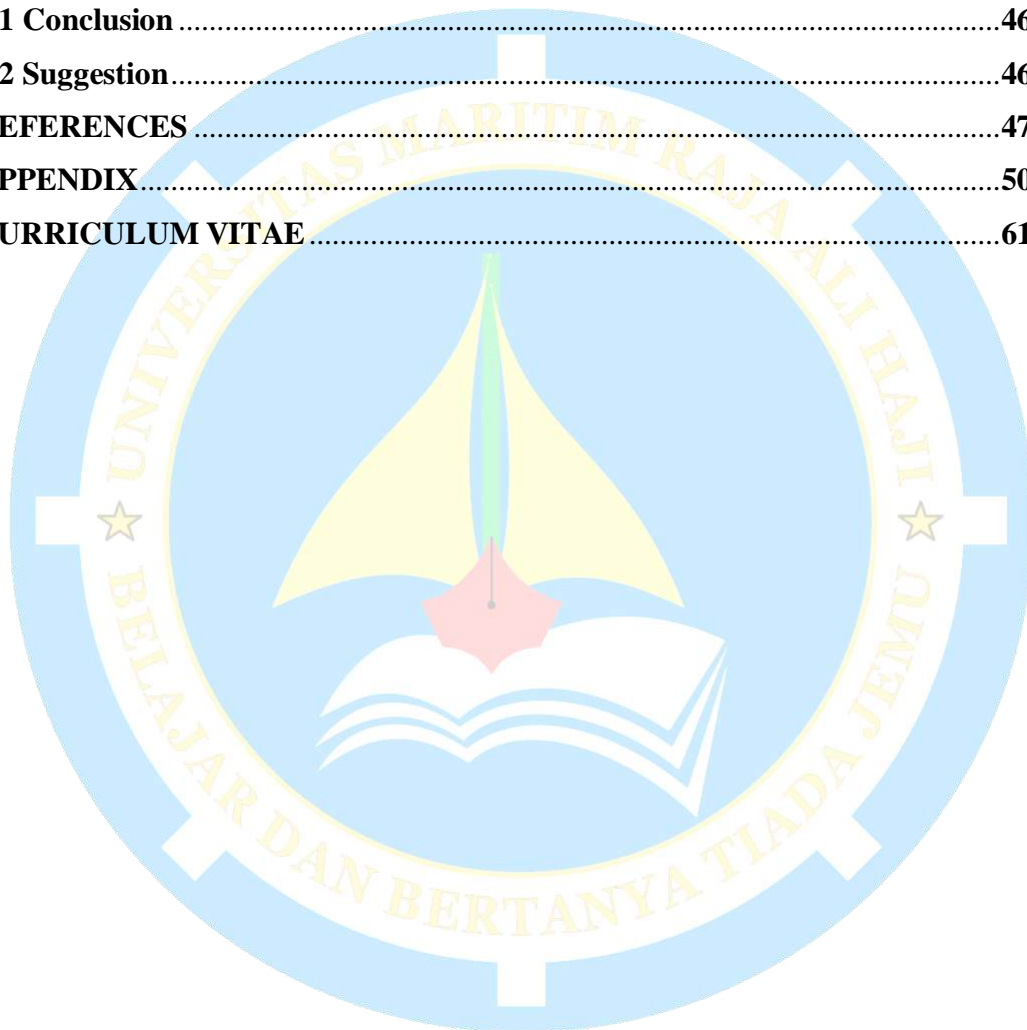 1 Conclusion ........................................................................................ 46
2 Suggestion ........................................................................................ 46
EFERENCES ........................................................................................ 47
PPENDIX ........................................................................................ 50
URRICULUM VITAE ........................................................................................ 61
UNIVERSITAS MARITIM RAJA ALI HAJI
BELAJAR DAN BERTANYA TIADA JEMU